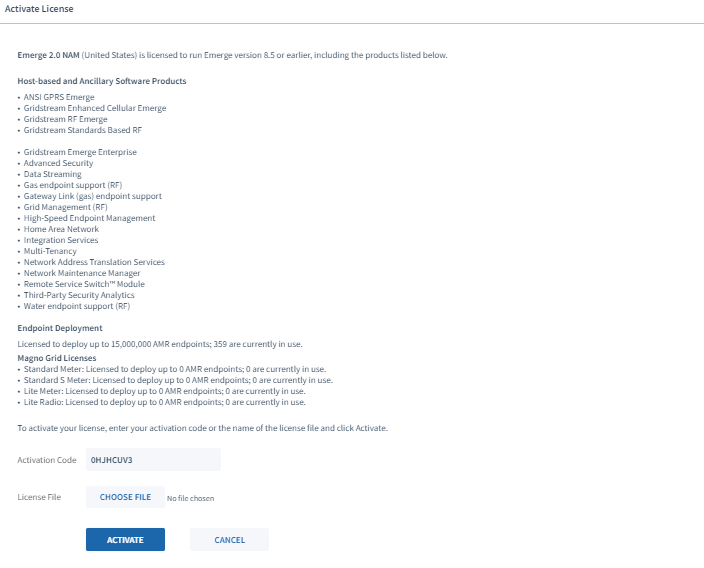 Activate License
Emerge 2.0 NAM (United States) is licensed to run Emerge version 8.5 or earlier, including the products listed below.
Host-based and Ancillary Software Products
• ANSI GPRS Emerge
• Gridstream Enhanced Cellular Emerge
• Gridstream RF Emerge
• Gridstream Standards Based RF
• Gridstream Emerge Enterprise
• Advanced Security
• Data Streaming
• Gas endpoint support (RF)
• Gateway Link (gas) endpoint support
• Grid Management (RF)
• High-Speed Endpoint Management
• Home Area Network
• Integration Services
• Multi-Tenancy
• Network Address Translation Services
• Network Maintenance Manager
• Remote Service Switch™ Module
• Third-Party Security Analytics
• Water endpoint support (RF)
Endpoint Deployment
Licensed to deploy up to 15,000,000 AMR endpoints; 359 are currently in use.
Magno Grid Licenses
• Standard Meter: Licensed to deploy up to 0 AMR endpoints; 0 are currently in use.
• Standard S Meter: Licensed to deploy up to 0 AMR endpoints; 0 are currently in use.
• Lite Meter: Licensed to deploy up to 0 AMR endpoints; 0 are currently in use.
• Lite Radio: Licensed to deploy up to 0 AMR endpoints; 0 are currently in use.
To activate your license, enter your activation code or the name of the license file and click Activate.
Activation Code 0HJHCUV3
License File CHOOSE FILE No file chosen
ACTIVATE CANCEL